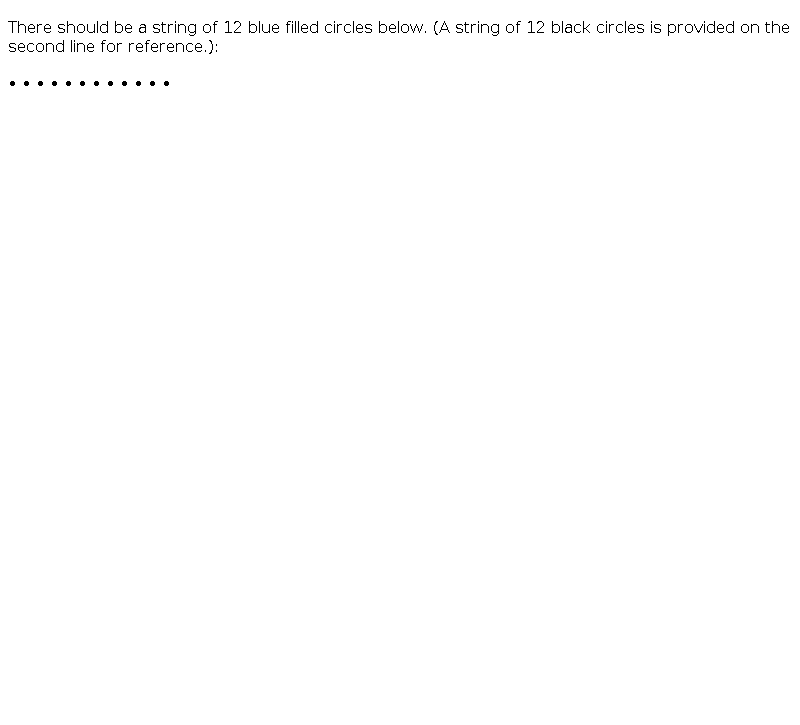 There should be a string of 12 blue filled circles below. (A string of 12 black circles is provided on the
second line for reference.):
• • • • • • • • • • • •